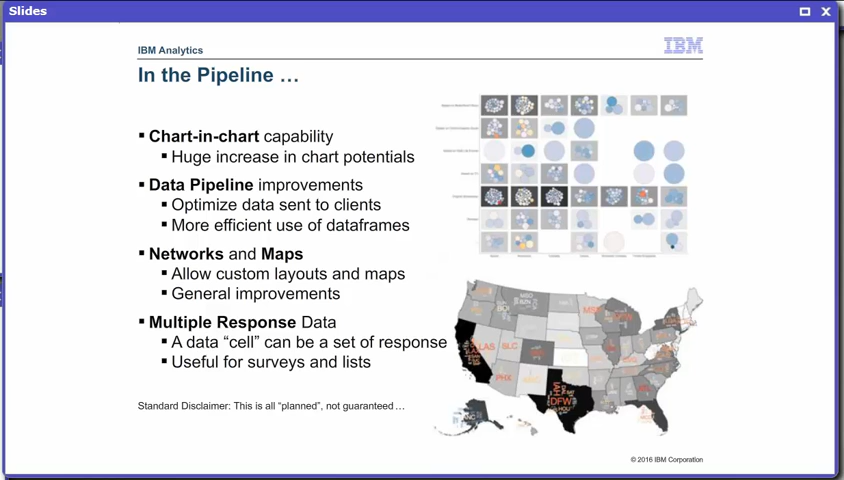 Slides
IBM Analytics
IBM
In the Pipeline …
▪ Chart-in-chart capability
▪ Huge increase in chart potentials
▪ Data Pipeline improvements
▪ Optimize data sent to clients
▪ More efficient use of dataframes
▪ Networks and Maps
▪ Allow custom layouts and maps
▪ General improvements
▪ Multiple Response Data
▪ A data “cell” can be a set of response
▪ Useful for surveys and lists
Standard Disclaimer: This is all “planned”, not guaranteed …
MSO
BOI
LAS
SLC
PHX
DFW
HOU
© 2016 IBM Corporation